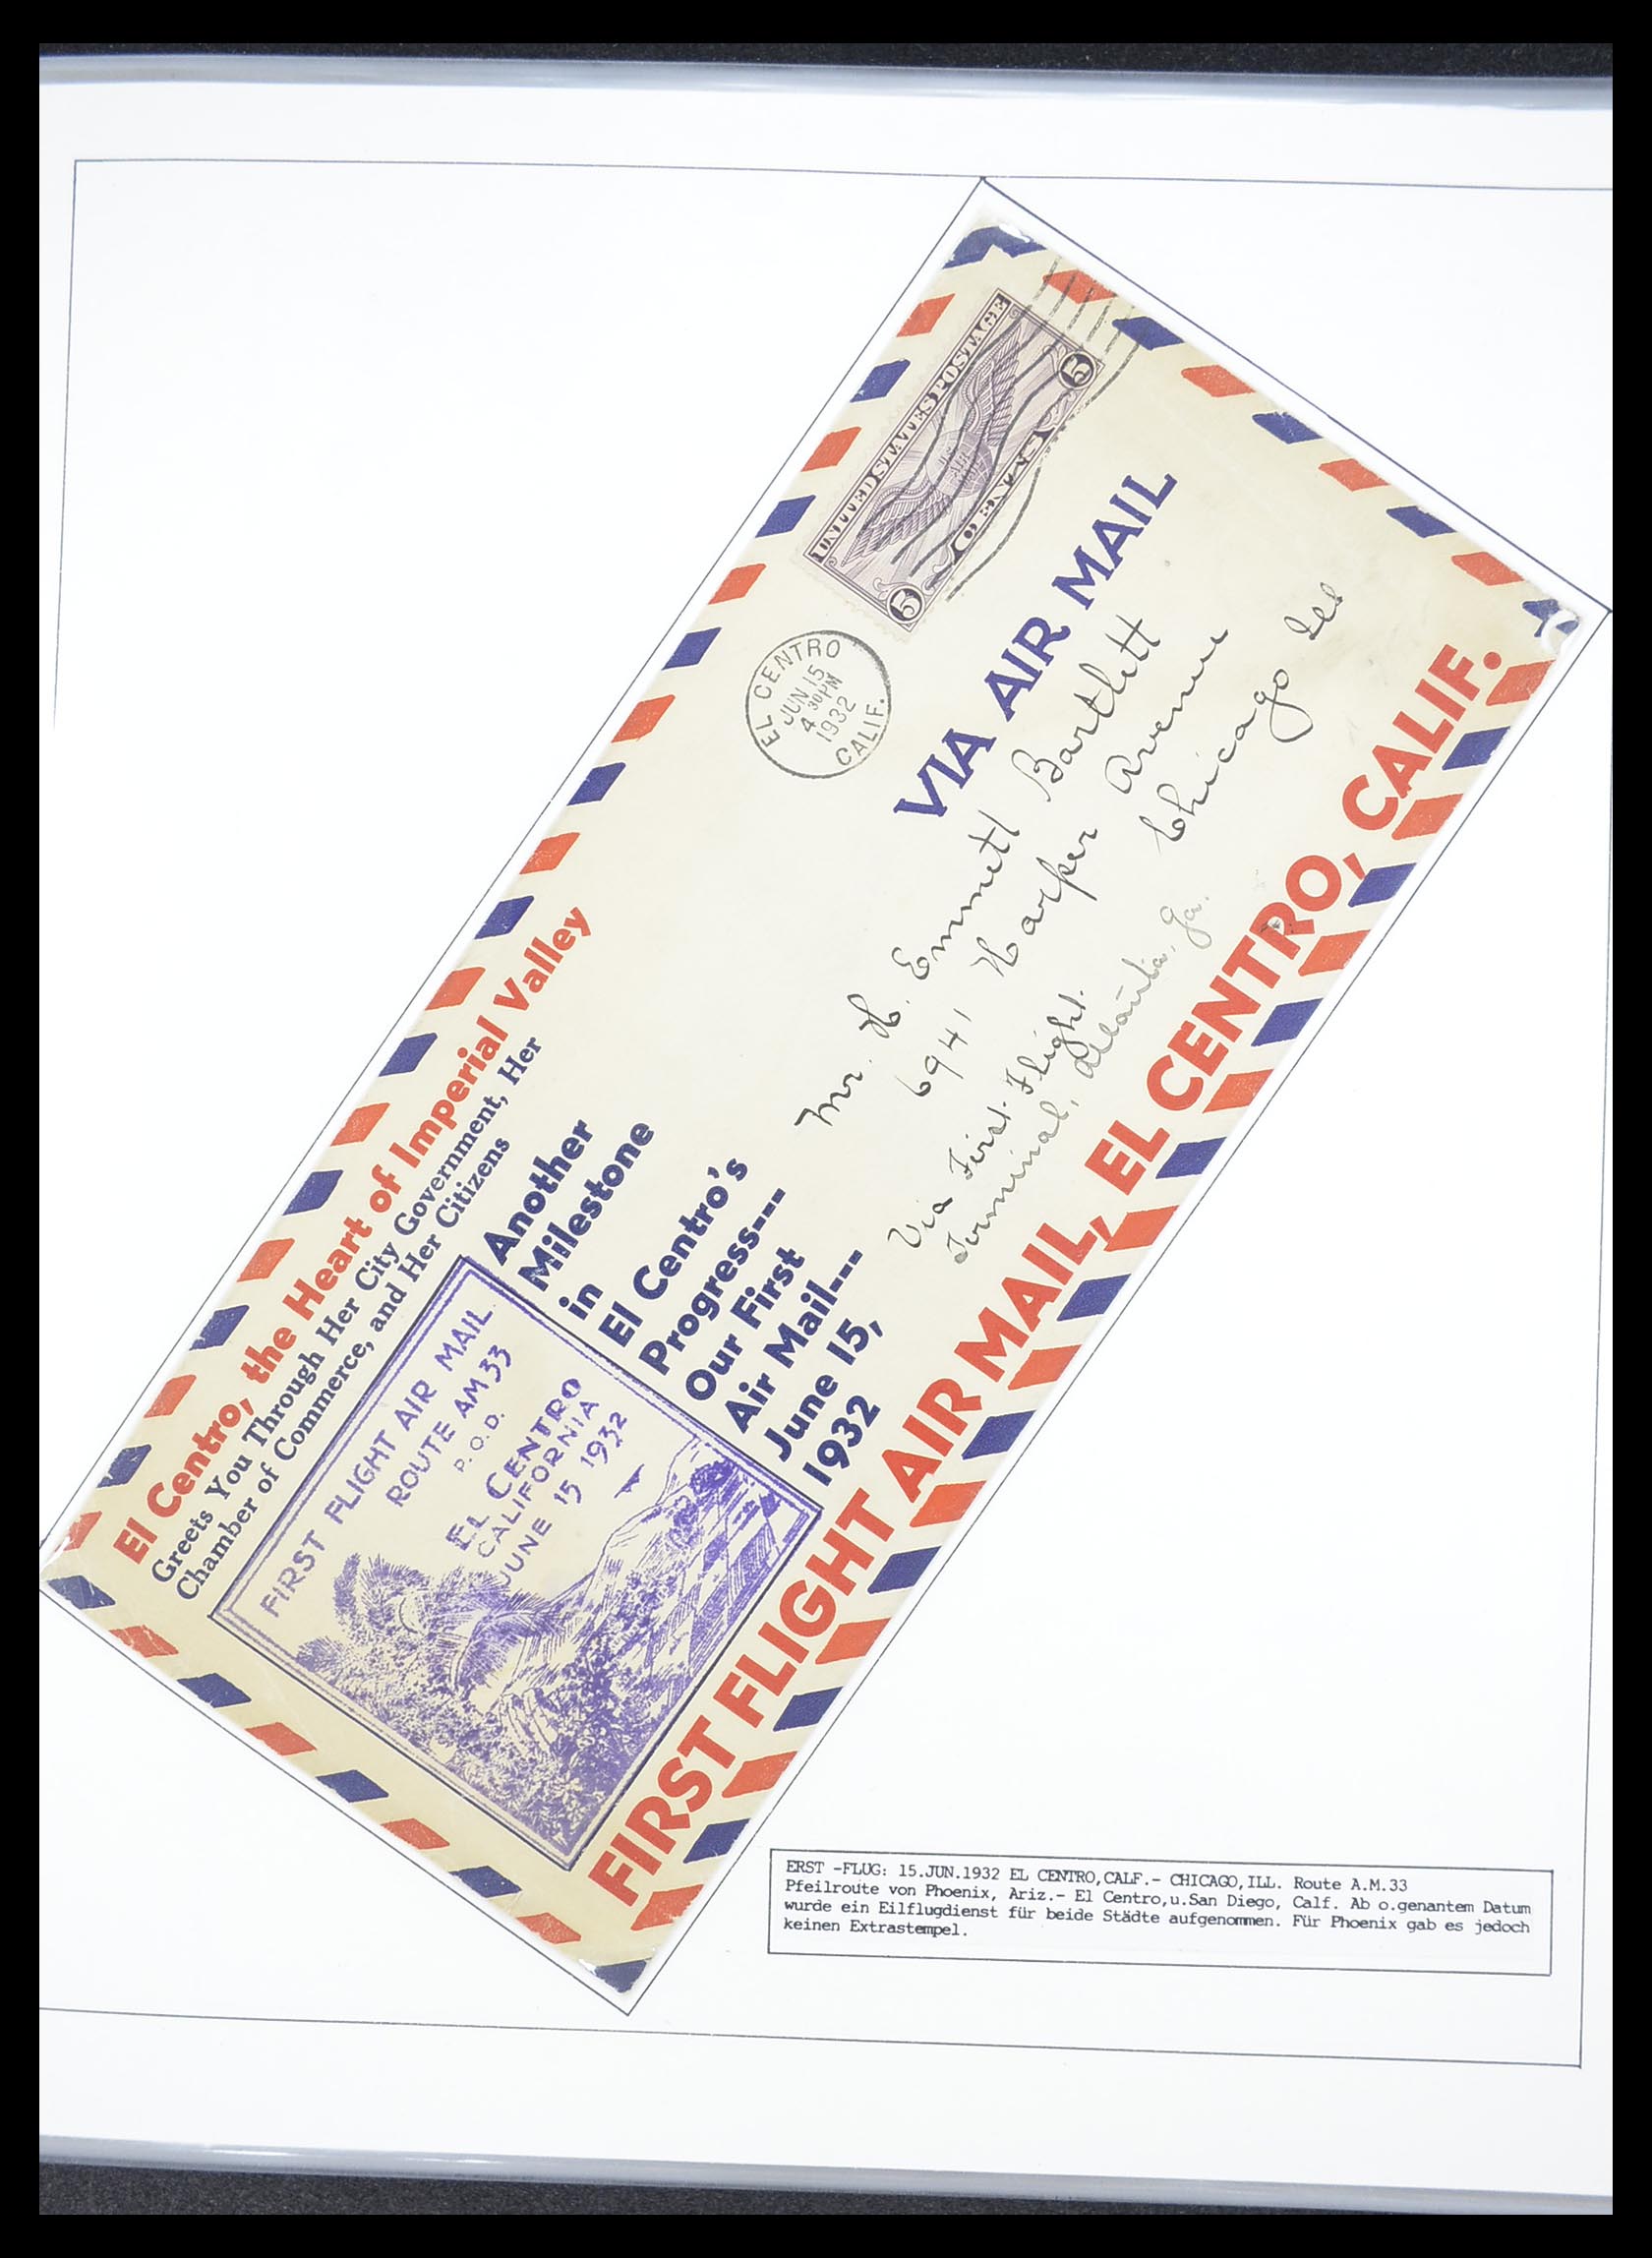 El Centro, the Heart of Imperial Valley
Greets You Through Her City Government, Her
Chamber of Commerce, and Her Citizens
FIRST FLIGHT AIR MAIL
ROUTE AM 33
P.O.D.
EL CENTRO
CALIFORNIA
JUNE 15 1932
Another
Milestone
in
El Centro's
Progress---
Our First
Air Mail---
June 15,
1932
EL CENTRO
JUN 15
4 30 PM
1932
CALIF.
UNITED STATES POSTAGE
5 CENTS 5
VIA AIR MAIL
Mr. H. Emmett Bartlett
6941 Harper Avenue
Chicago Ill
Via First Flight.
Terminal, Atlanta, Ga.
FIRST FLIGHT AIR MAIL, EL CENTRO, CALIF.
ERST -FLUG: 15.JUN.1932 EL CENTRO,CALF.- CHICAGO,ILL. Route A.M.33
Pfeilroute von Phoenix, Ariz.- El Centro,u.San Diego, Calf. Ab o.genantem Datum
wurde ein Eilflugdienst für beide Städte aufgenommen. Für Phoenix gab es jedoch
keinen Extrastempel.